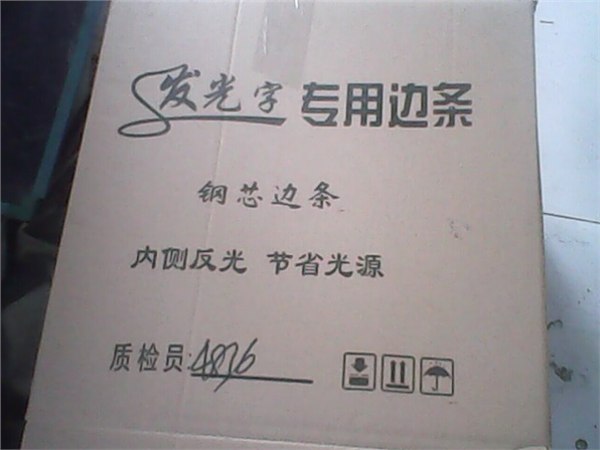 发光字 专用边条
钢芯边条
内侧反光 节省光源
质检员:4836